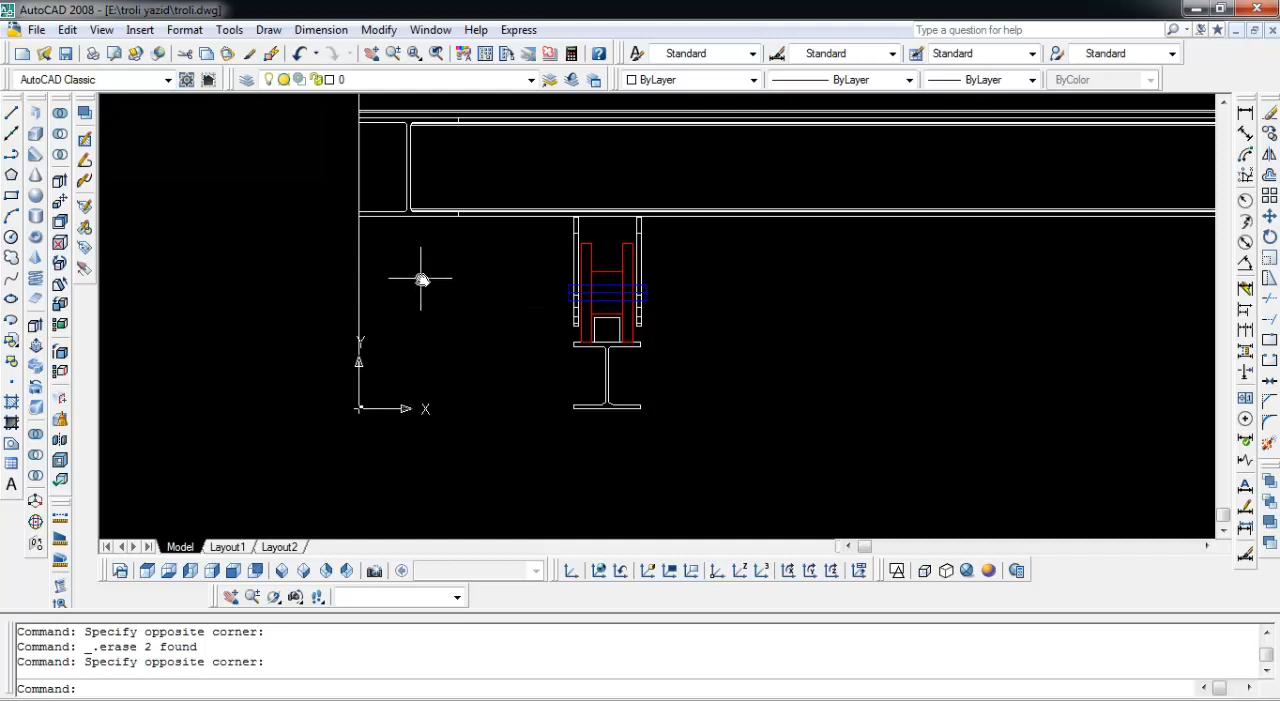 AutoCAD 2008 - [E:\troli yazid\troli.dwg]
File Edit View Insert Format Tools Draw Dimension Modify Window Help Express
Type a question for help
Standard Standard Standard Standard
AutoCAD Classic 0 ByLayer ByLayer ByLayer ByColor
Y
X
Model Layout1 Layout2
Command: Specify opposite corner:
Command: _.erase 2 found
Command: Specify opposite corner:
Command: